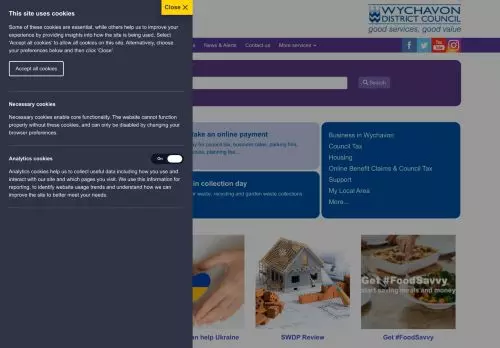 Close X
This site uses cookies
Some of these cookies are essential, while others help us to improve your
experience by providing insights into how the site is being used. Select
'Accept all cookies' to allow all cookies on this site. Alternatively, choose
your preferences below and then click 'Close'.
Accept all cookies
Necessary cookies
Necessary cookies enable core functionality. The website cannot function
properly without these cookies, and can only be disabled by changing your
browser preferences.
Analytics cookies
On
Analytics cookies help us to collect useful data including how you use and
interact with our site and which pages you visit. We use this information for
reporting, to identify website usage trends and understand how we can
improve the site to better meet your needs.
WYCHAVON
DISTRICT COUNCIL
good services, good value
News & Alerts
Contact us
More services
You
Tube
Search
ake an online payment
ay for council tax, business rates, parking fine,
planning fee...
in collection day
waste, recycling and garden waste collections
Business in Wychavon
Council Tax
Housing
Online Benefit Claims & Council Tax
Support
My Local Area
More...
Get #FoodSavvy
start saving meals and money
an help Ukraine
SWDP Review
Get #FoodSavvy